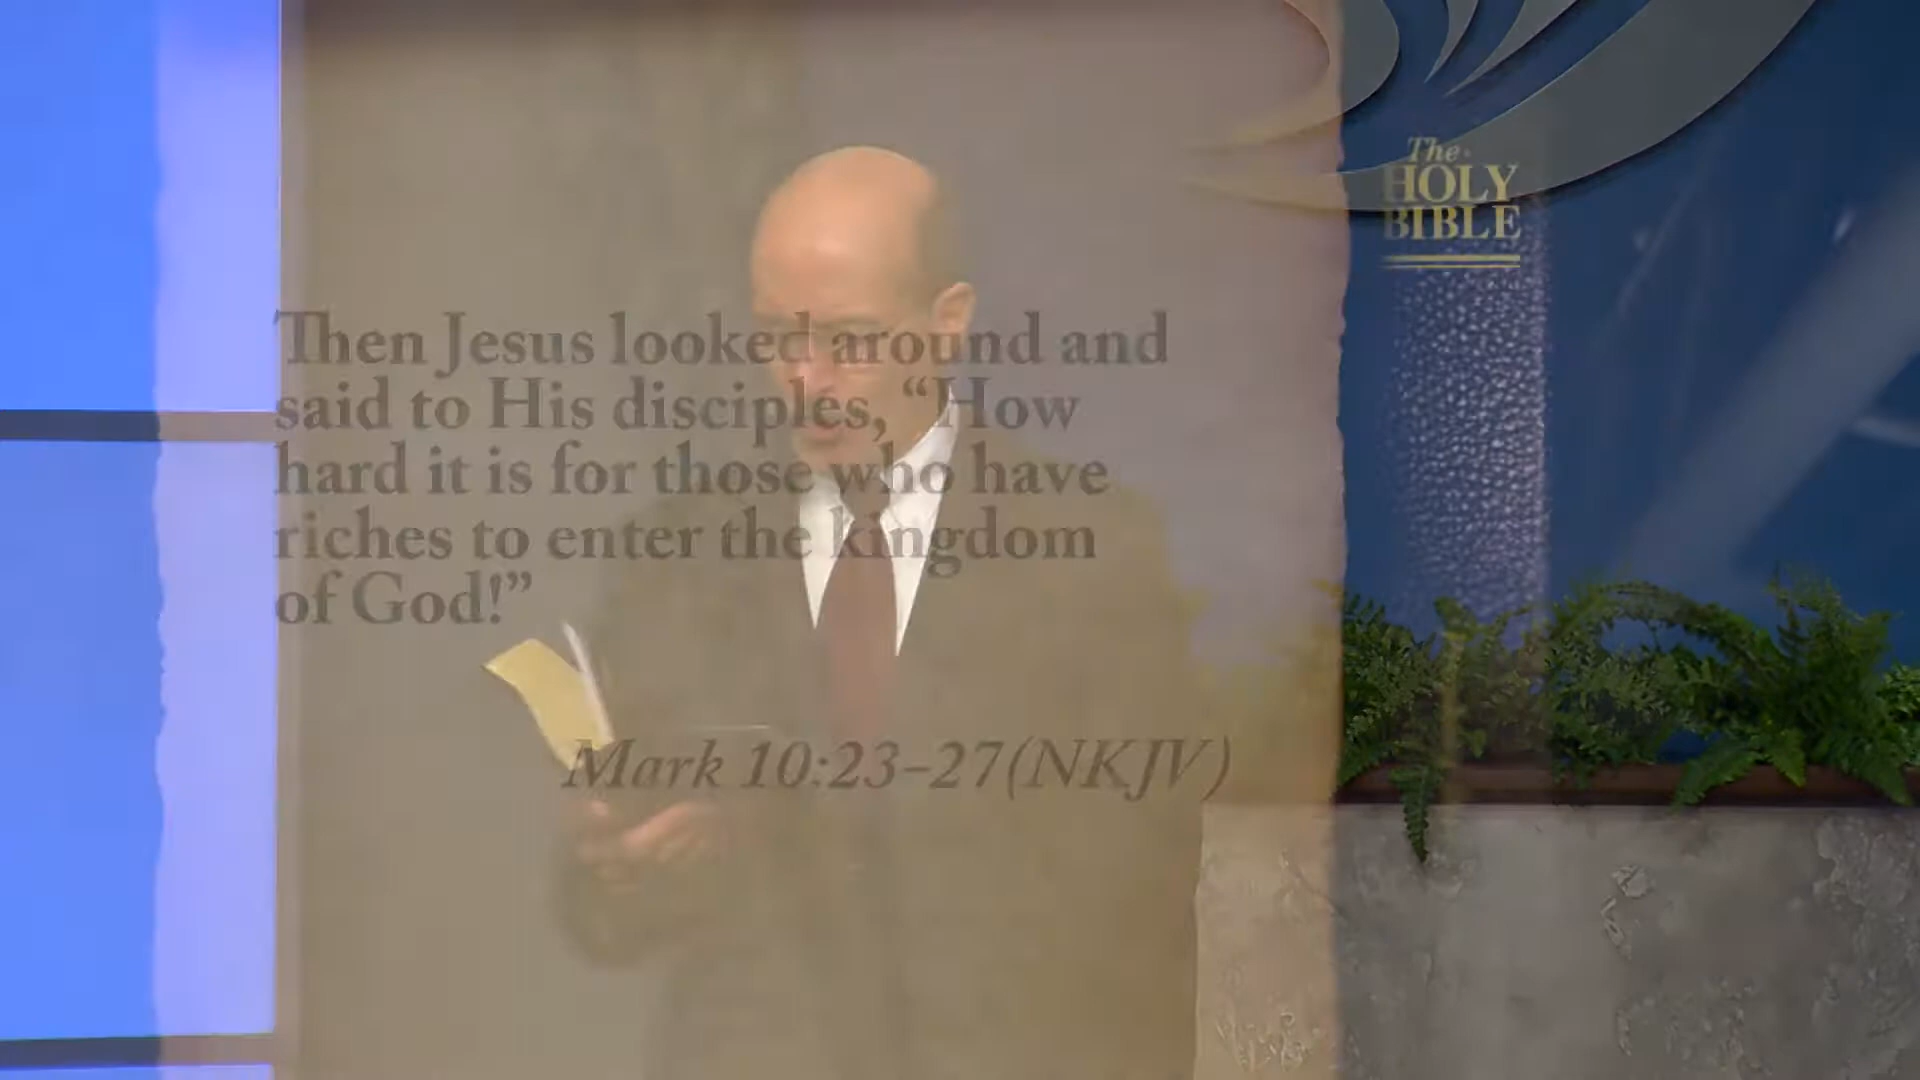 The
HOLY
BIBLE
Then Jesus looked around and
said to His disciples, “How
hard it is for those who have
riches to enter the kingdom
of God!”
Mark 10:23–27(NKJV)